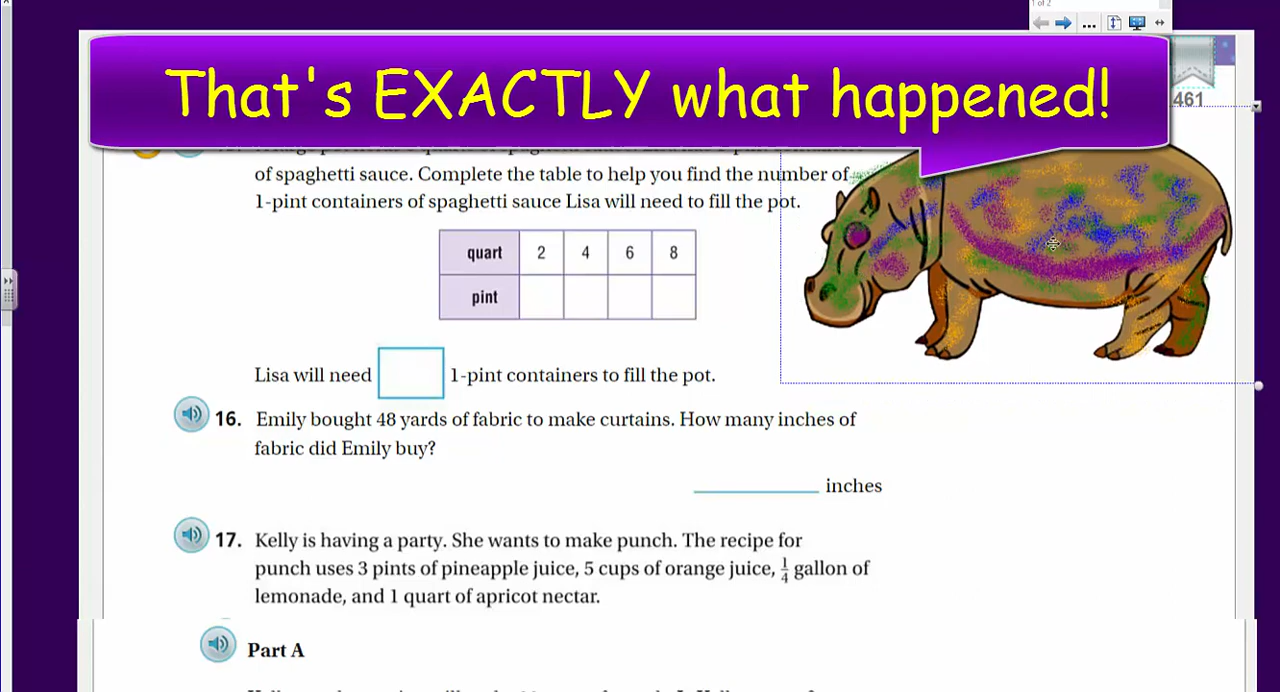 1 of 2
That's EXACTLY what happened!
461
of spaghetti sauce. Complete the table to help you find the number of
1-pint containers of spaghetti sauce Lisa will need to fill the pot.
quart 2 4 6 8
pint
Lisa will need 1-pint containers to fill the pot.
16. Emily bought 48 yards of fabric to make curtains. How many inches of
fabric did Emily buy?
inches
17. Kelly is having a party. She wants to make punch. The recipe for
punch uses 3 pints of pineapple juice, 5 cups of orange juice, 1/4 gallon of
lemonade, and 1 quart of apricot nectar.
Part A